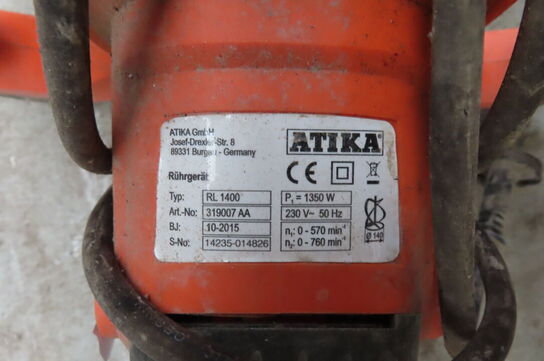 ATIKA GmbH
Josef-Drexler-Str. 8
89331 Burgau - Germany
ATIKA
CE
Rührgerät
Typ: RL 1400 P₁ = 1350 W
Art.-No: 319007 AA 230 V~ 50 Hz
BJ: 10-2015 n₁: 0 - 570 min⁻¹
S-No: 14235-014826 n₂: 0 - 760 min⁻¹
Ø 140